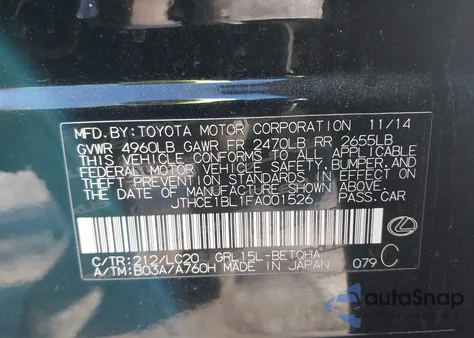 MFD.BY:TOYOTA MOTOR CORPORATION 11/14
GVWR 4960LB GAWR FR 2470LB RR 2655LB
THIS VEHICLE CONFORMS TO ALL APPLICABLE
FEDERAL MOTOR VEHICLE SAFETY,BUMPER,AND
THEFT PREVENTION STANDARDS IN EFFECT ON
THE DATE OF MANUFACTURE SHOWN ABOVE.
JTHCE1BL1FA001526 PASS.CAR
C/TR:212/LC20 GRL15L-BETQHA
A/TM:B03A/A760H MADE IN JAPAN 079 C
autoSnap